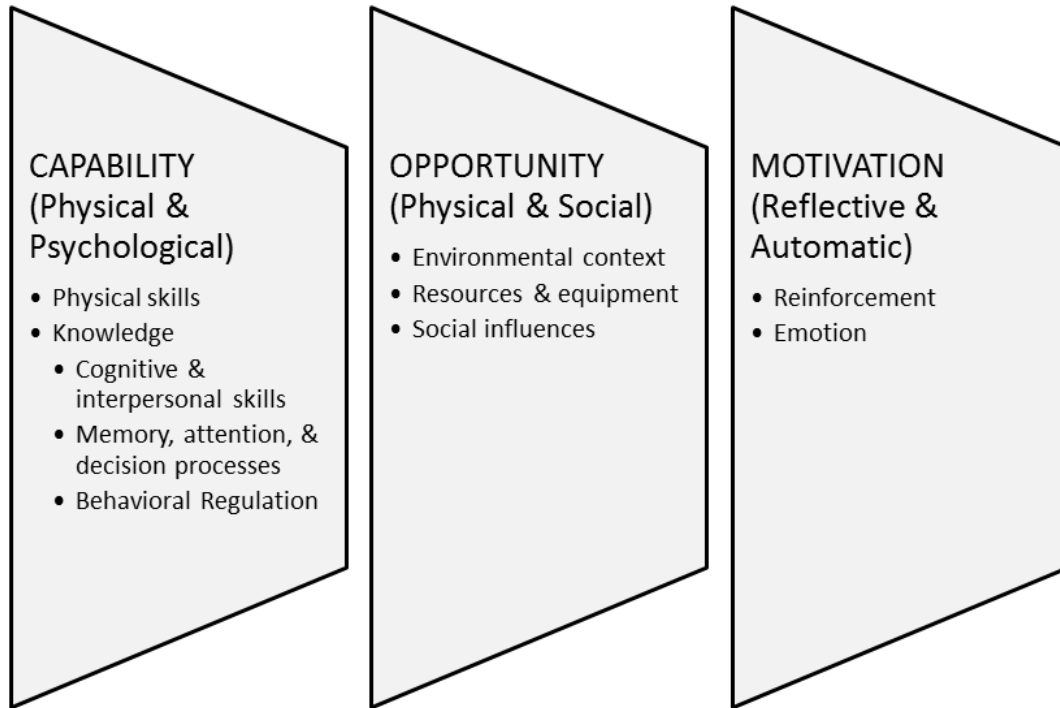 CAPABILITY
(Physical &
Psychological)
• Physical skills
• Knowledge
• Cognitive &
interpersonal skills
• Memory, attention, &
decision processes
• Behavioral Regulation
OPPORTUNITY
(Physical & Social)
• Environmental context
• Resources & equipment
• Social influences
MOTIVATION
(Reflective &
Automatic)
• Reinforcement
• Emotion